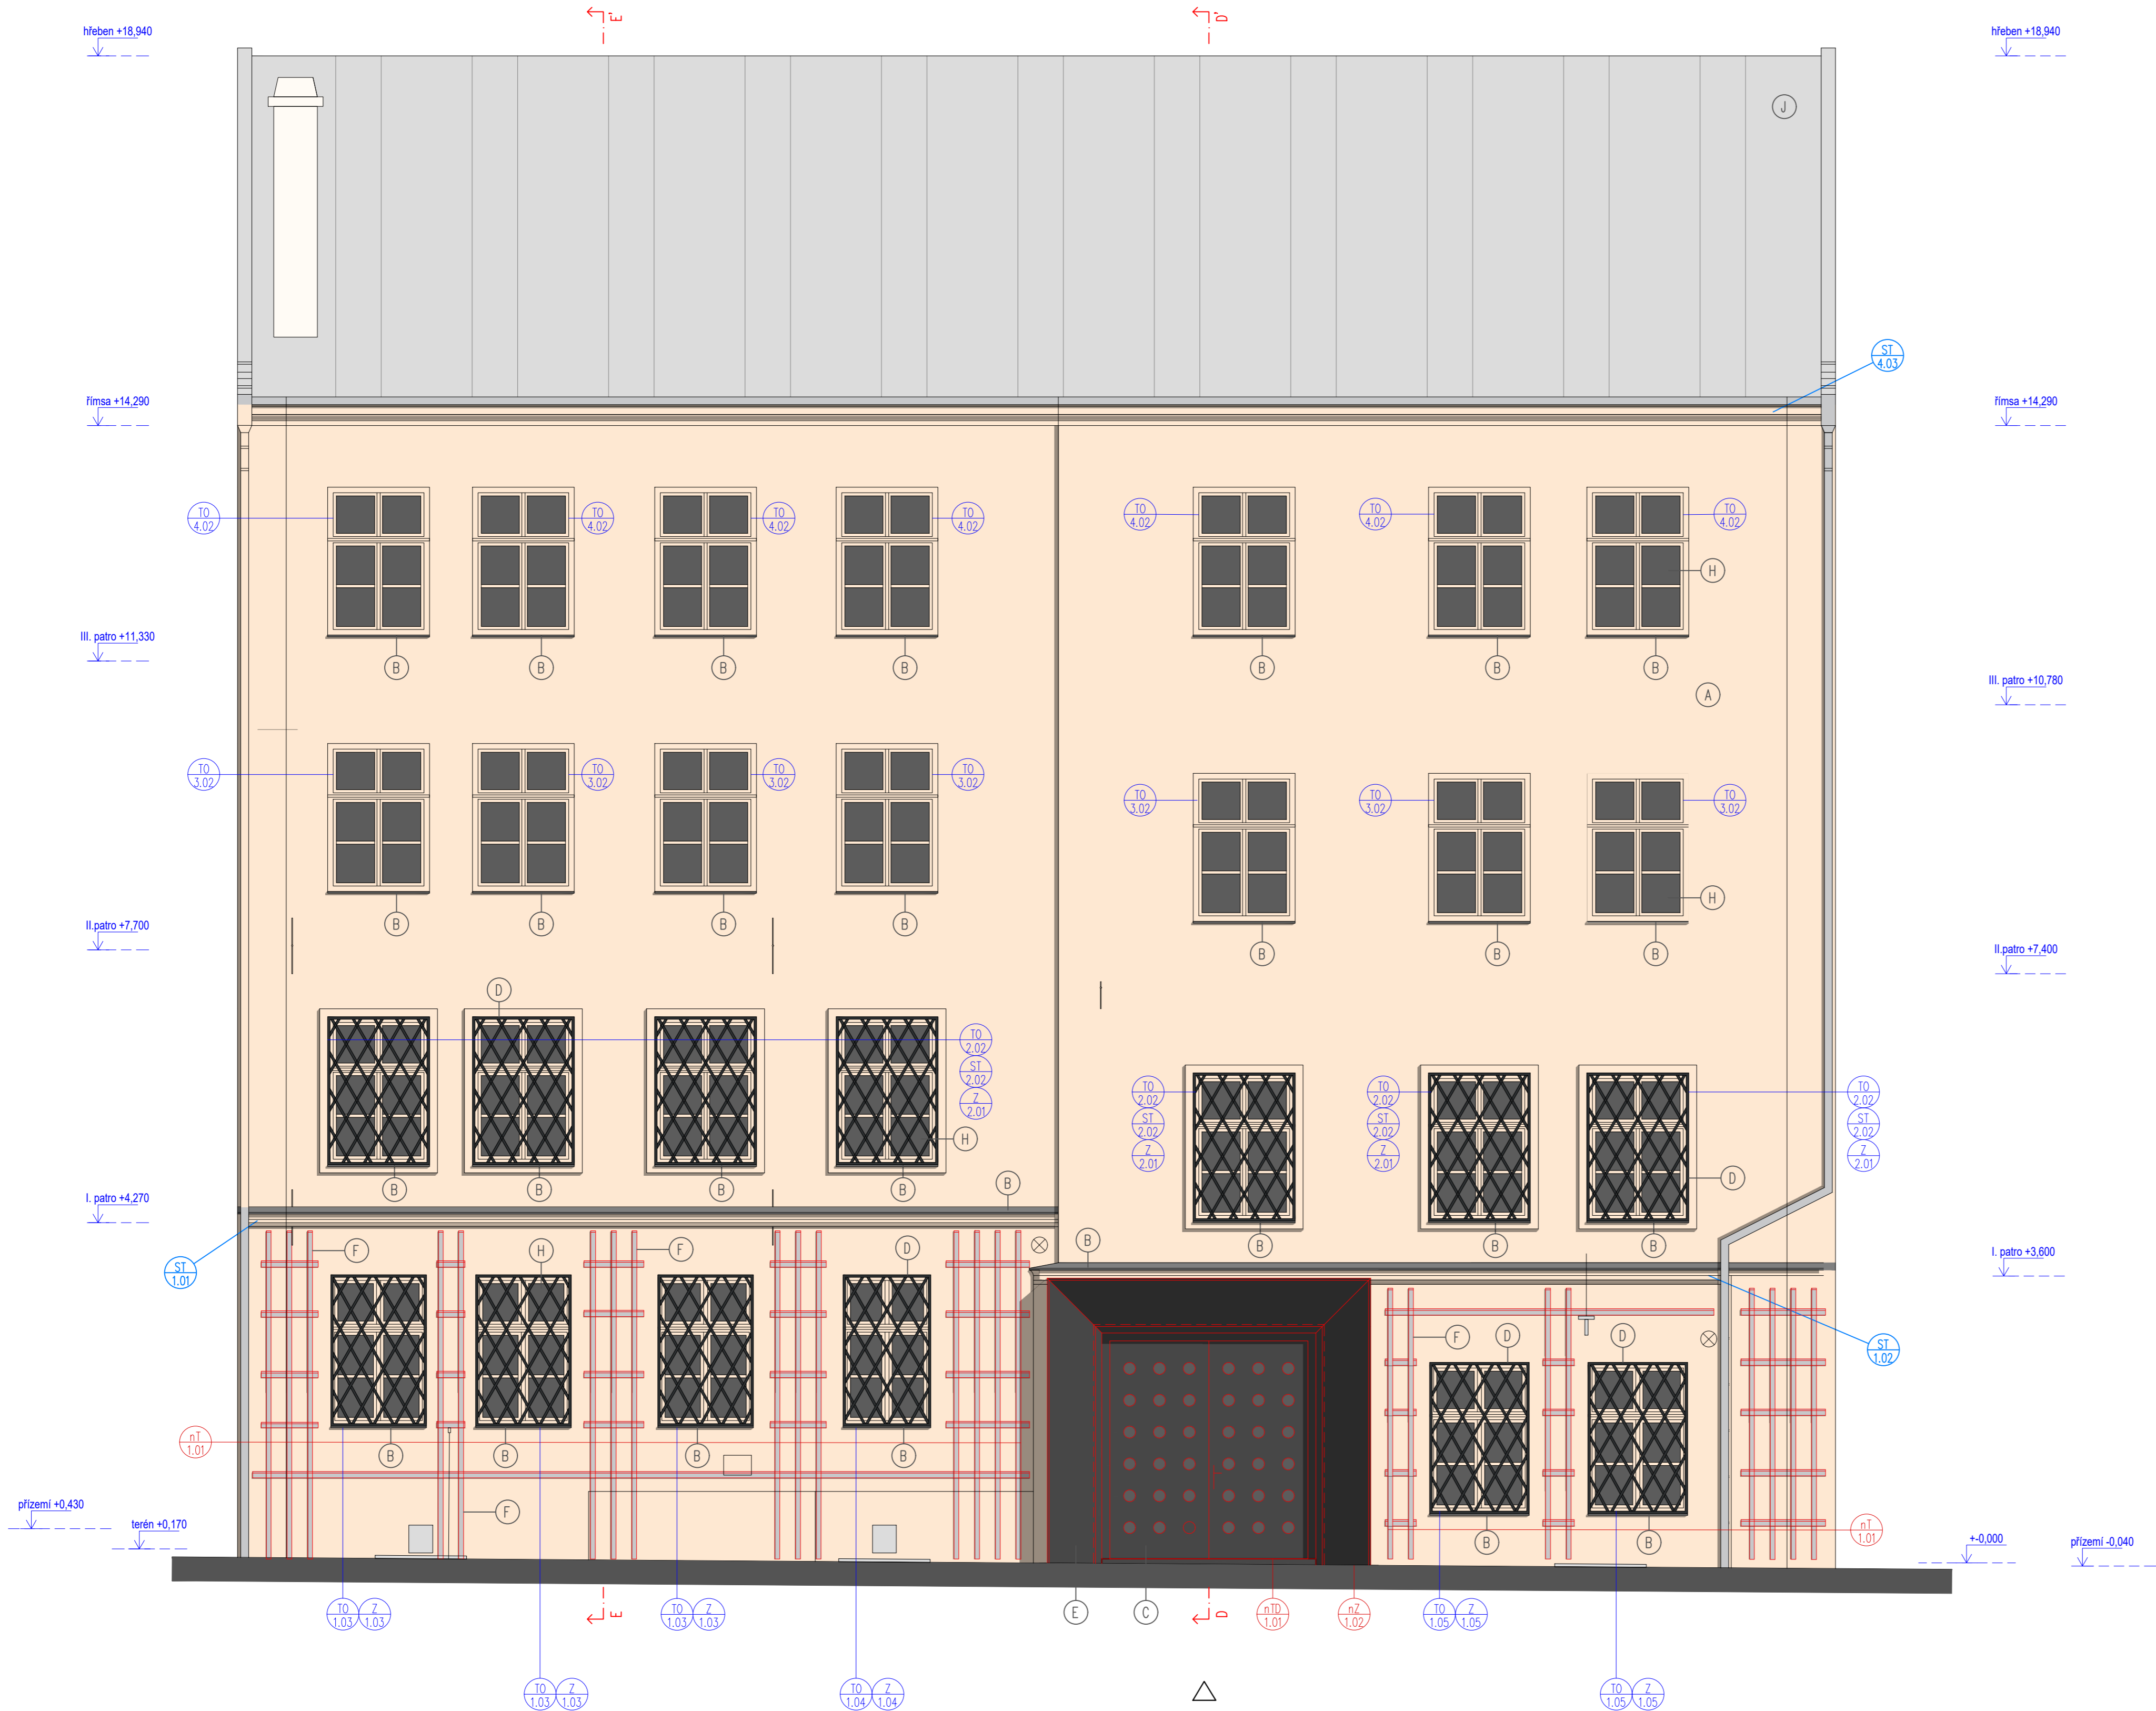 E'
D'
hřeben +18,940
hřeben +18,940
J
ST
4.03
římsa +14,290
římsa +14,290
TO
4.02
TO
4.02
TO
4.02
TO
4.02
TO
4.02
TO
4.02
TO
4.02
H
III. patro +11,330
B
B
B
B
B
B
B
III. patro +10,780
A
TO
3.02
TO
3.02
TO
3.02
TO
3.02
TO
3.02
TO
3.02
TO
3.02
H
II.patro +7,700
B
B
B
B
B
B
B
II.patro +7,400
D
TO
2.02
ST
2.02
Z
2.01
H
TO
2.02
ST
2.02
Z
2.01
TO
2.02
ST
2.02
Z
2.01
TO
2.02
ST
2.02
Z
2.01
D
I. patro +4,270
B
B
B
B
B
B
B
B
B
I. patro +3,600
ST
1.01
F
H
F
D
F
D
D
ST
1.02
nT
1.01
B
B
B
B
přízemí +0,430
terén +0,170
F
B
B
nT
1.01
+-0,000
přízemí -0,040
TO
1.03
Z
1.03
E
TO
1.03
Z
1.03
E
C
D
nTD
1.01
nZ
1.02
TO
1.05
Z
1.05
TO
1.03
Z
1.03
TO
1.04
Z
1.04
TO
1.05
Z
1.05